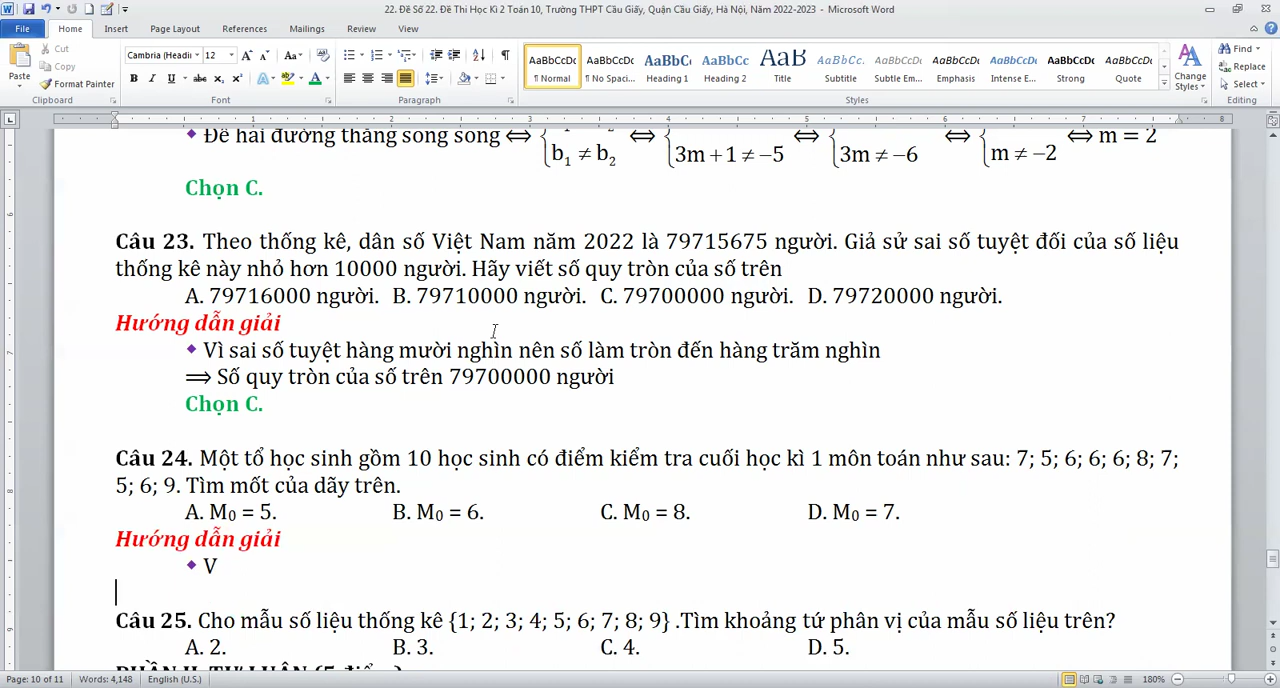 22. Đề Số 22. Đề Thi Học Kì 2 Toán 10, Trường THPT Cầu Giấy, Quận Cầu Giấy, Hà Nội, Năm 2022-2023 - Microsoft Word
File Home Insert Page Layout References Mailings Review View
Cut
Copy
Format Painter
Paste
Clipboard
Cambria (Headi 12
Font
Paragraph
AaBbCcDc AaBbCcDc AaBbC AaBbCc AaB AaBbCc. AaBbCcDc AaBbCcDc AaBbCcDc AaBbCcDc AaBbCcDc
¶ Normal ¶ No Spaci... Heading 1 Heading 2 Title Subtitle Subtle Em... Emphasis Intense E... Strong Quote
Change Styles
Styles
Find
Replace
Select
Editing
Để hai đường thẳng song song ⇔ { b₁ ≠ b₂ ⇔ { 3m + 1 ≠ −5 ⇔ { 3m ≠ −6 ⇔ { m ≠ −2 ⇔ m = 2
Chọn C.
Câu 23. Theo thống kê, dân số Việt Nam năm 2022 là 79715675 người. Giả sử sai số tuyệt đối của số liệu
thống kê này nhỏ hơn 10000 người. Hãy viết số quy tròn của số trên
A. 79716000 người. B. 79710000 người. C. 79700000 người. D. 79720000 người.
Hướng dẫn giải
Vì sai số tuyệt hàng mười nghìn nên số làm tròn đến hàng trăm nghìn
⟹ Số quy tròn của số trên 79700000 người
Chọn C.
Câu 24. Một tổ học sinh gồm 10 học sinh có điểm kiểm tra cuối học kì 1 môn toán như sau: 7; 5; 6; 6; 6; 8; 7;
5; 6; 9. Tìm mốt của dãy trên.
A. M₀ = 5. B. M₀ = 6. C. M₀ = 8. D. M₀ = 7.
Hướng dẫn giải
V
Câu 25. Cho mẫu số liệu thống kê {1; 2; 3; 4; 5; 6; 7; 8; 9} .Tìm khoảng tứ phân vị của mẫu số liệu trên?
A. 2. B. 3. C. 4. D. 5.
PHẦN II. TỰ LUẬN (5 điểm)
Page: 10 of 11 Words: 4,148 English (U.S.) 180%